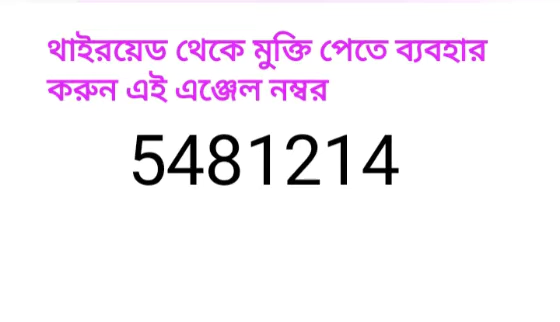 থাইরয়েড থেকে মুক্তি পেতে ব্যবহার
করুন এই এঞ্জেল নম্বর
5481214